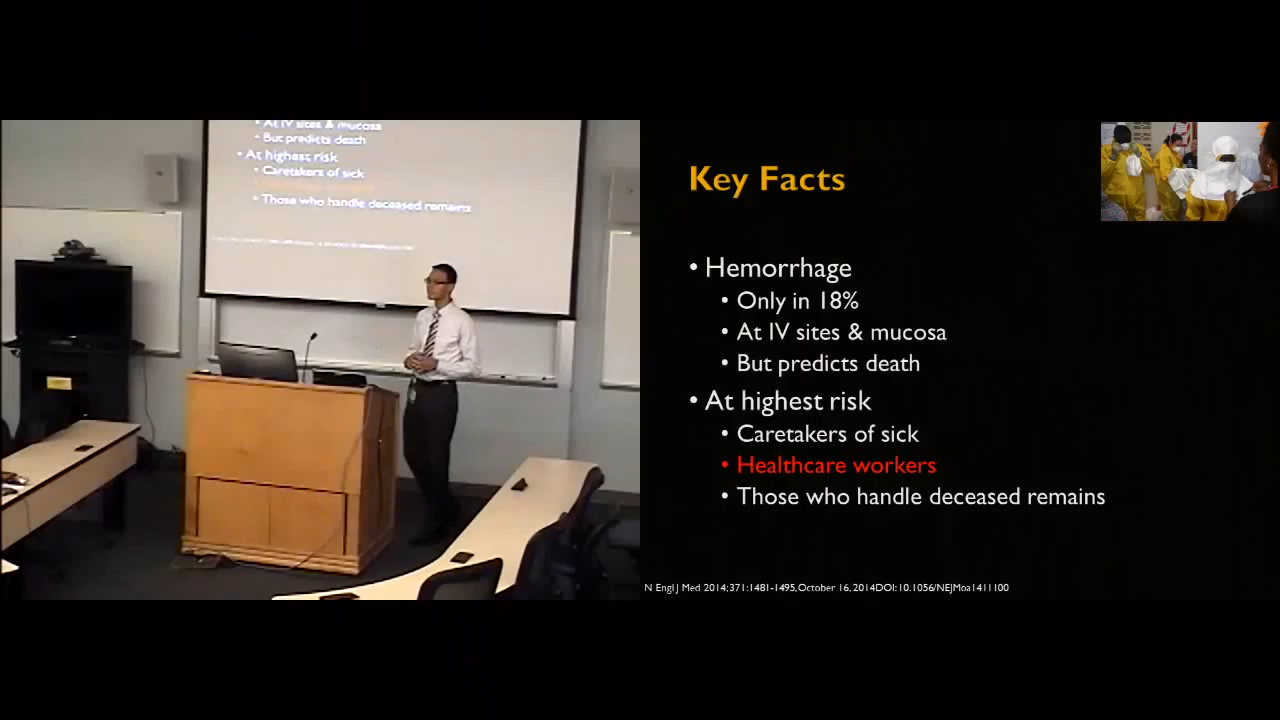 At IV sites & mucosa
But predicts death
At highest risk
Caretakers of sick
Those who handle deceased remains
Key Facts
• Hemorrhage
• Only in 18%
• At IV sites & mucosa
• But predicts death
• At highest risk
• Caretakers of sick
• Healthcare workers
• Those who handle deceased remains
N Engl J Med 2014;371:1481-1495,October 16, 2014DOI:10.1056/NEJMoa1411100